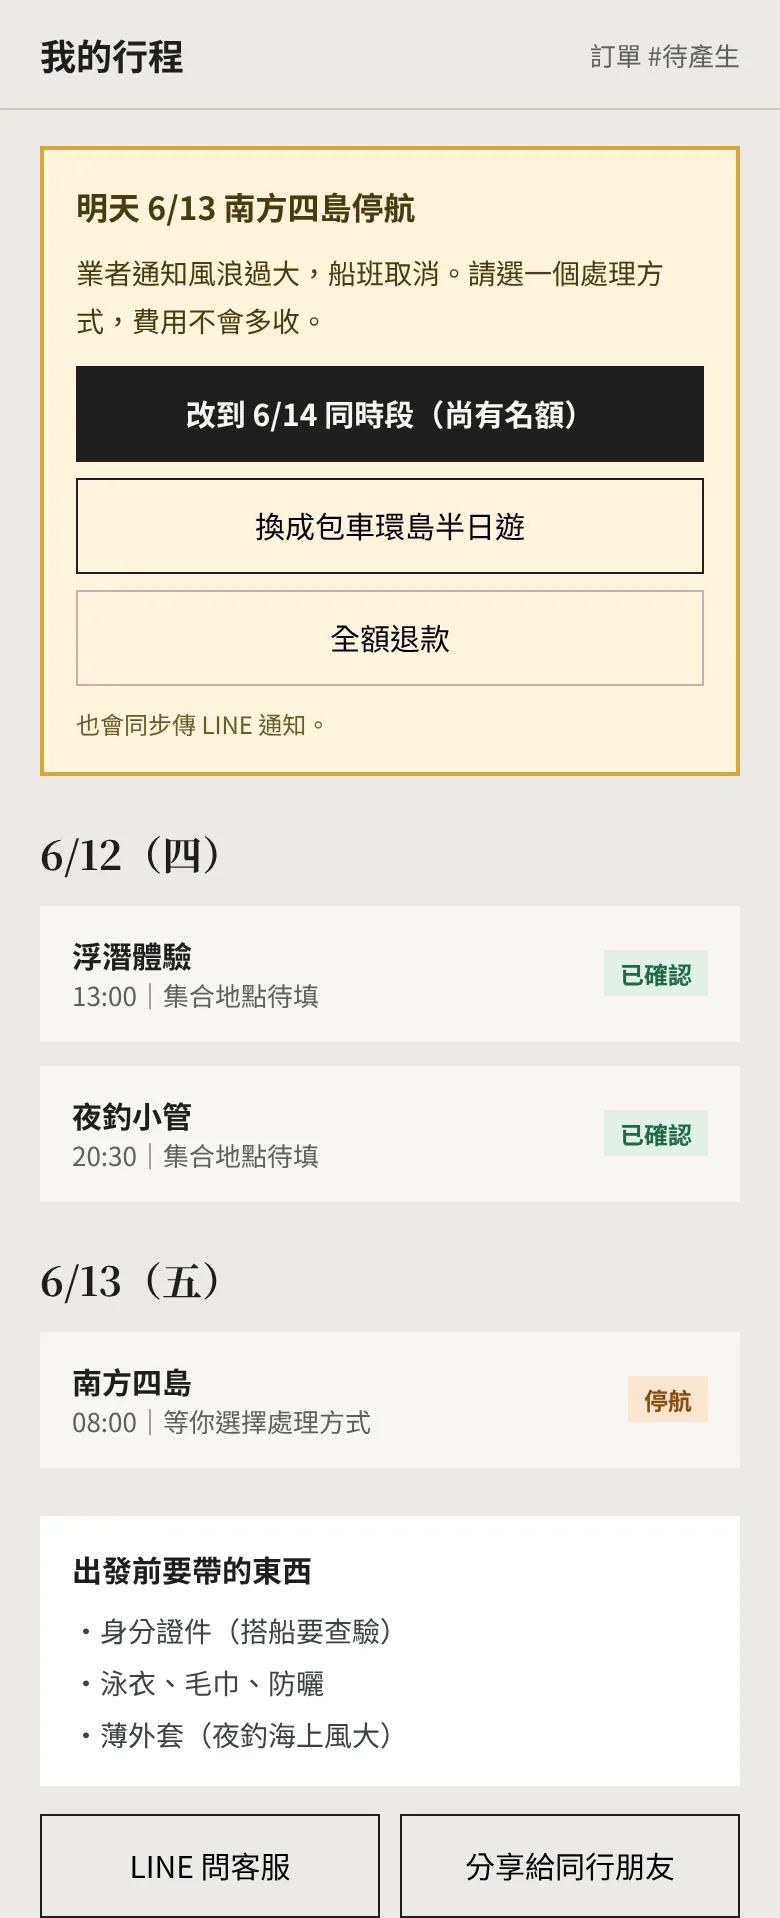 我的行程
訂單 #待產生
明天 6/13 南方四島停航
業者通知風浪過大，船班取消。請選一個處理方
式，費用不會多收。
改到 6/14 同時段（尚有名額）
換成包車環島半日遊
全額退款
也會同步傳 LINE 通知。
6/12（四）
浮潛體驗
13:00｜集合地點待填
已確認
夜釣小管
20:30｜集合地點待填
已確認
6/13（五）
南方四島
08:00｜等你選擇處理方式
停航
出發前要帶的東西
・身分證件（搭船要查驗）
・泳衣、毛巾、防曬
・薄外套（夜釣海上風大）
LINE 問客服
分享給同行朋友